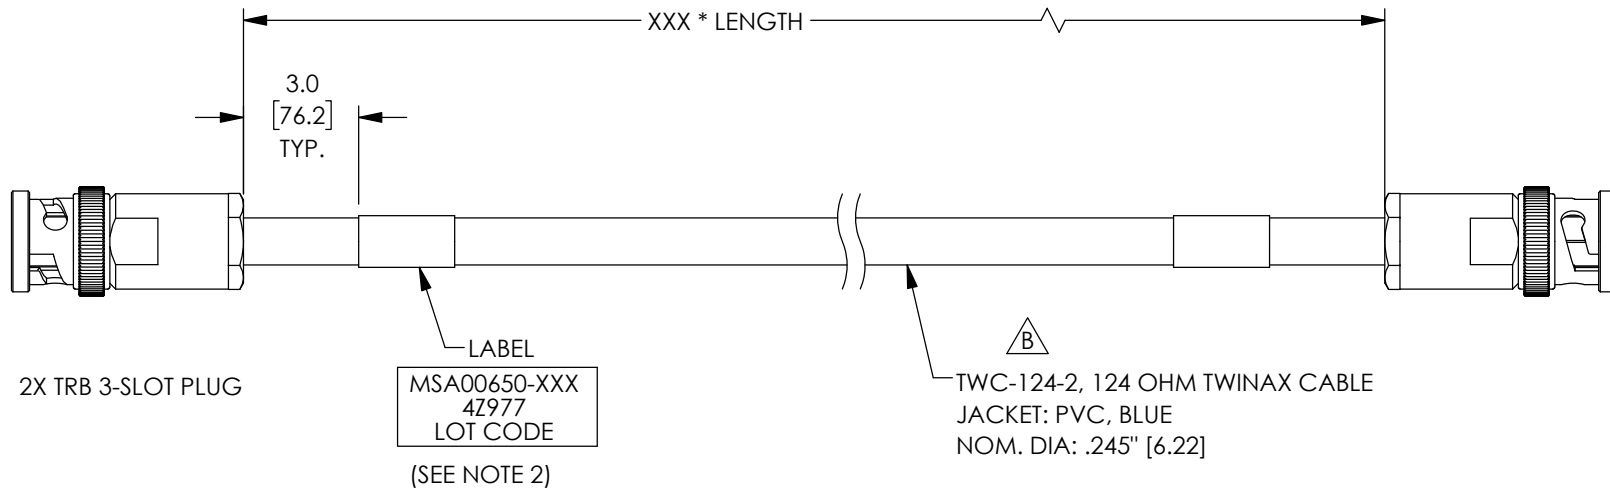 XXX * LENGTH
3.0
[76.2]
TYP.
LABEL
MSA00650-XXX
4Z977
LOT CODE
(SEE NOTE 2)
2X TRB 3-SLOT PLUG
B
TWC-124-2, 124 OHM TWINAX CABLE
JACKET: PVC, BLUE
NOM. DIA: .245" [6.22]